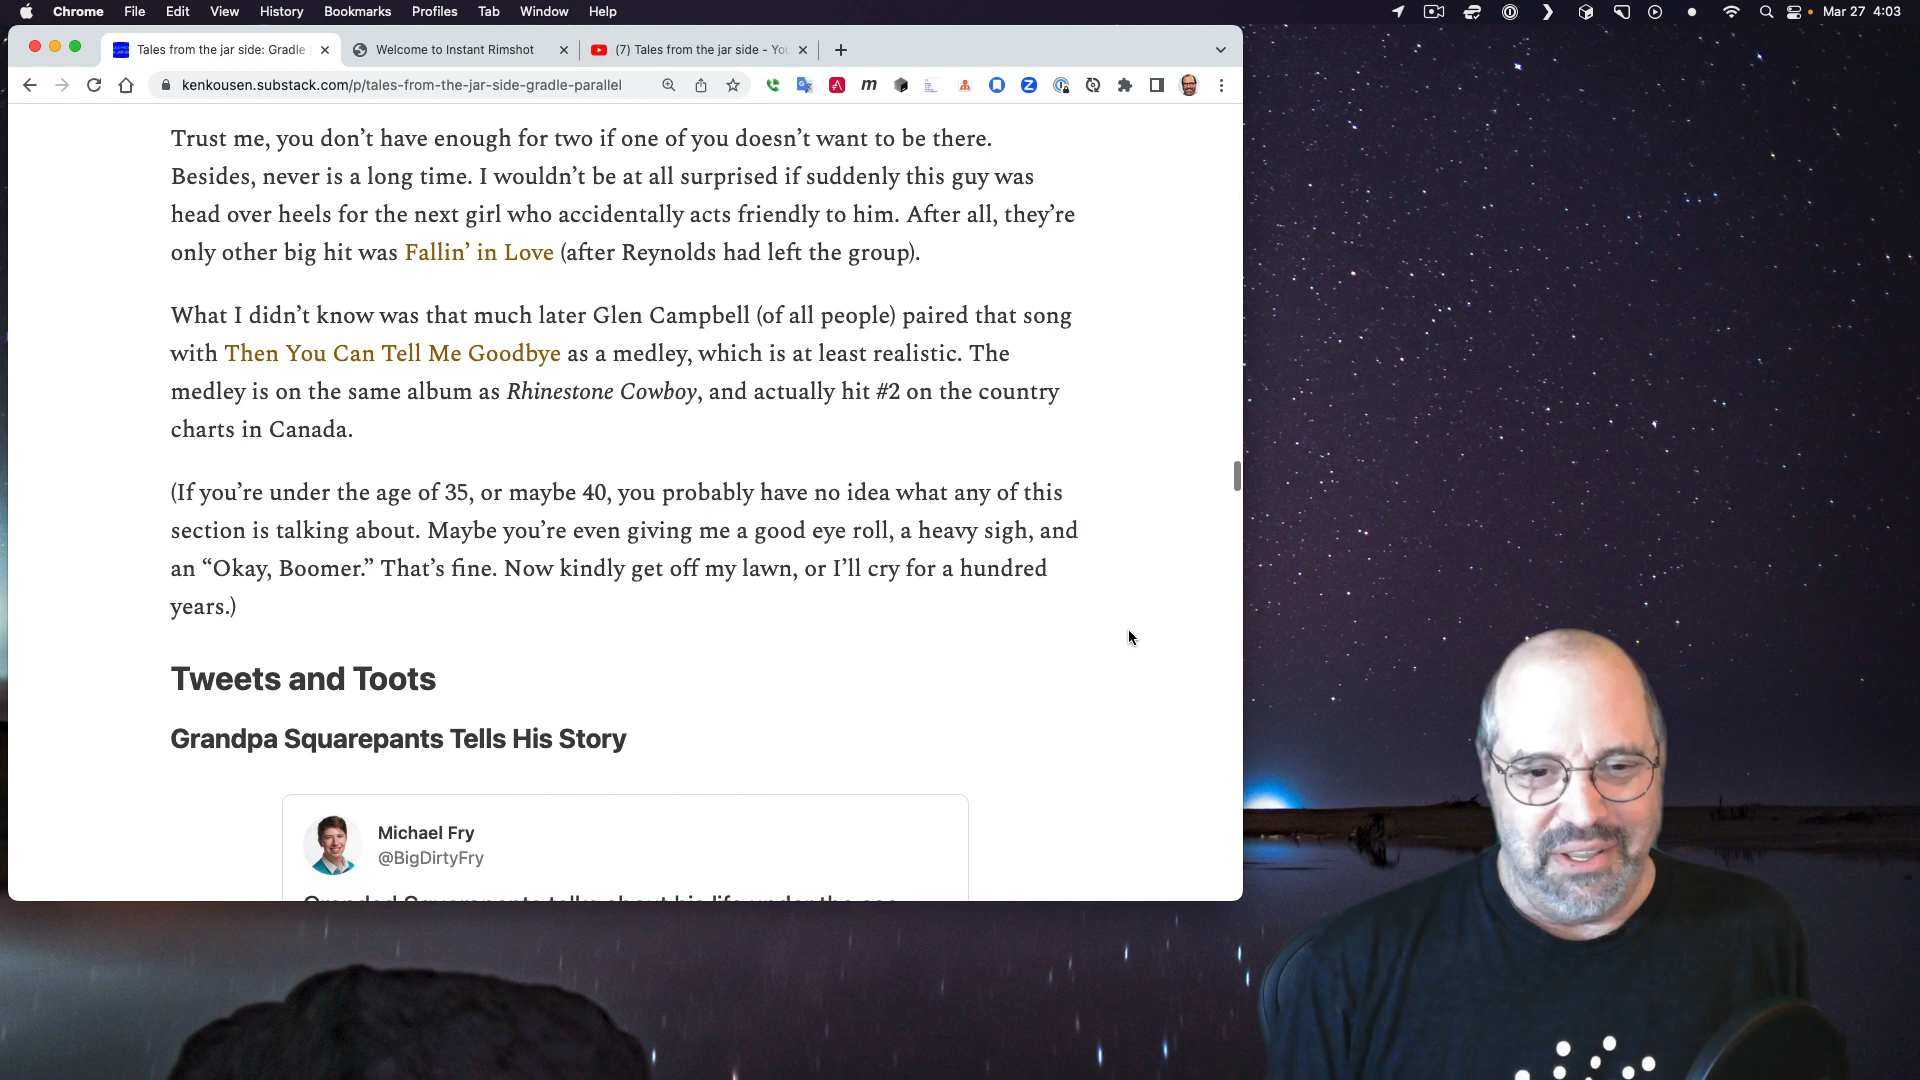 Chrome File Edit View History Bookmarks Profiles Tab Window Help Mar 27 4:03
Tales from the jar side: Gradle
Welcome to Instant Rimshot
(7) Tales from the jar side - You
kenkousen.substack.com/p/tales-from-the-jar-side-gradle-parallel
Trust me, you don’t have enough for two if one of you doesn’t want to be there.
Besides, never is a long time. I wouldn’t be at all surprised if suddenly this guy was
head over heels for the next girl who accidentally acts friendly to him. After all, they’re
only other big hit was Fallin’ in Love (after Reynolds had left the group).
What I didn’t know was that much later Glen Campbell (of all people) paired that song
with Then You Can Tell Me Goodbye as a medley, which is at least realistic. The
medley is on the same album as Rhinestone Cowboy, and actually hit #2 on the country
charts in Canada.
(If you’re under the age of 35, or maybe 40, you probably have no idea what any of this
section is talking about. Maybe you’re even giving me a good eye roll, a heavy sigh, and
an “Okay, Boomer.” That’s fine. Now kindly get off my lawn, or I’ll cry for a hundred
years.)
Tweets and Toots
Grandpa Squarepants Tells His Story
Michael Fry
@BigDirtyFry